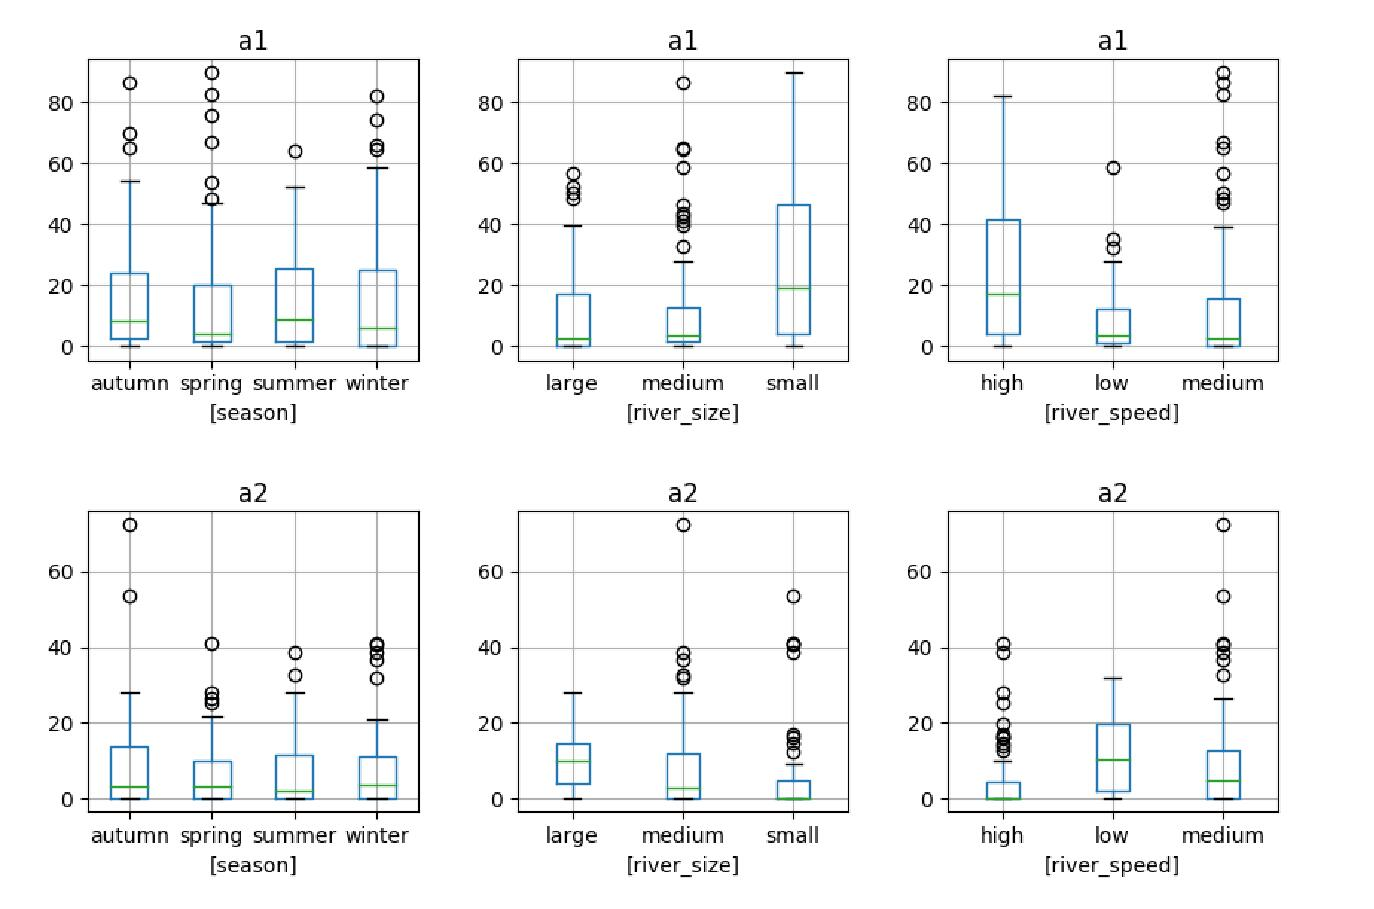 a1 a1 a1
80 80 80
60 60 60
40 40 40
20 20 20
0 0 0
autumn spring summer winter large medium small high low medium
[season] [river_size] [river_speed]
a2 a2 a2
60 60 60
40 40 40
20 20 20
0 0 0
autumn spring summer winter large medium small high low medium
[season] [river_size] [river_speed]